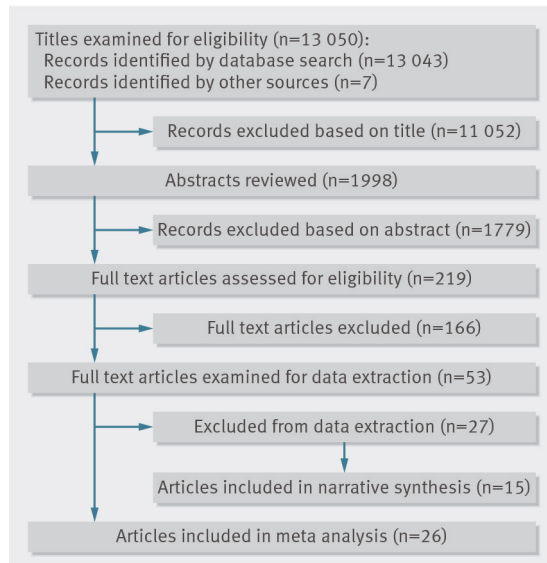 Titles examined for eligibility (n=13 050):
Records identified by database search (n=13 043)
Records identified by other sources (n=7)
Records excluded based on title (n=11 052)
Abstracts reviewed (n=1998)
Records excluded based on abstract (n=1779)
Full text articles assessed for eligibility (n=219)
Full text articles excluded (n=166)
Full text articles examined for data extraction (n=53)
Excluded from data extraction (n=27)
Articles included in narrative synthesis (n=15)
Articles included in meta analysis (n=26)